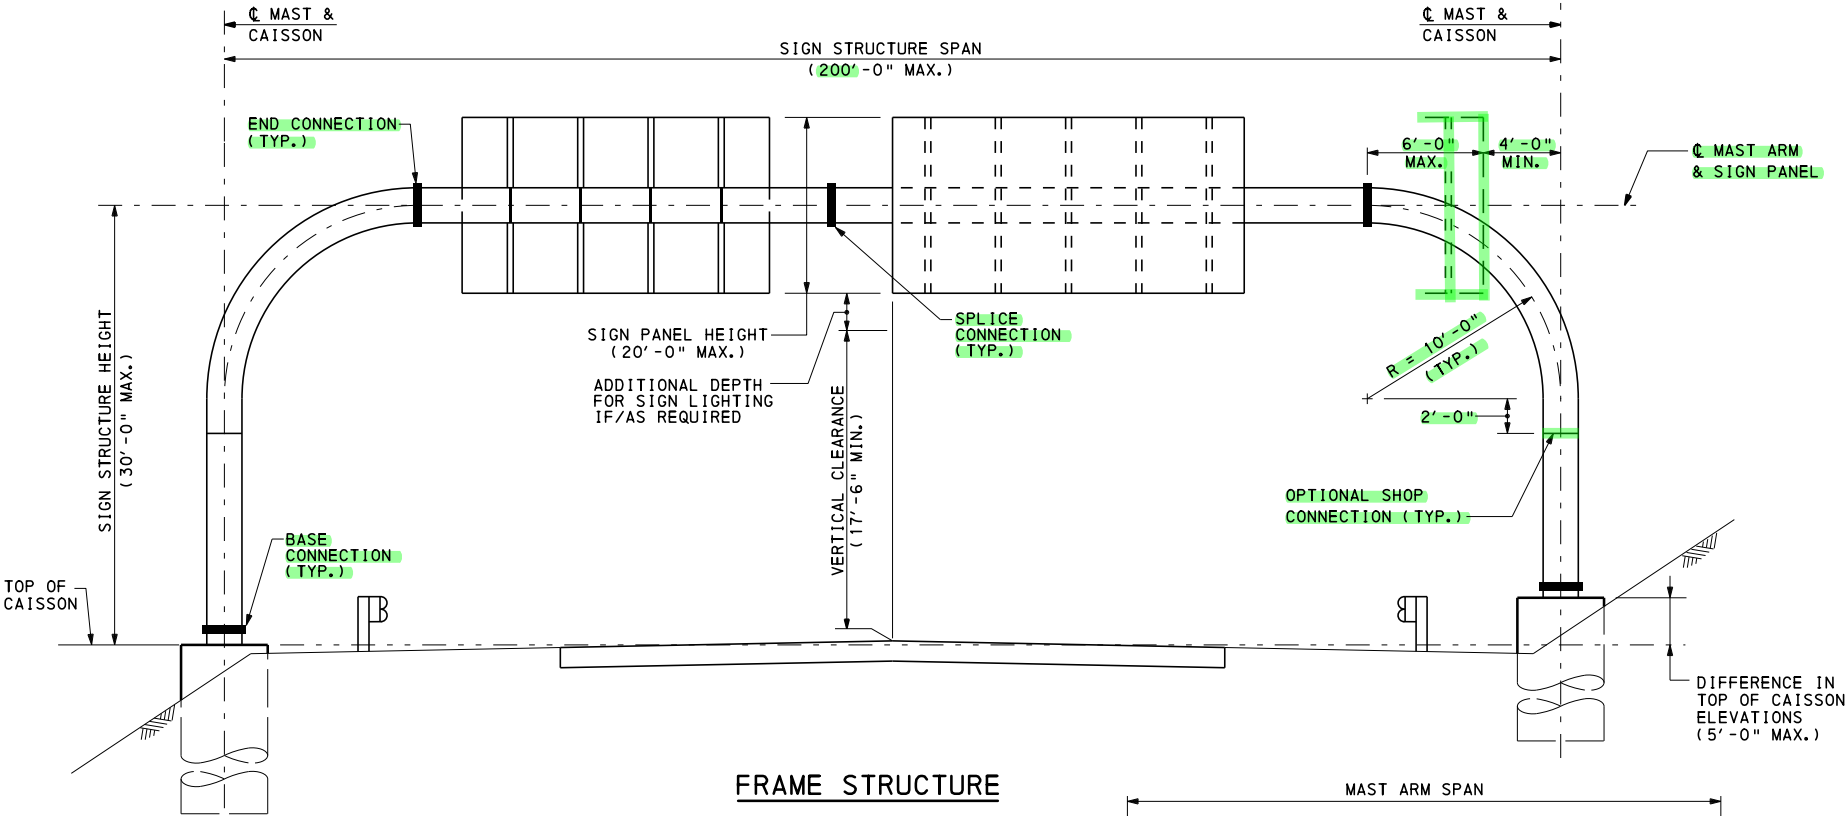 ℄ MAST &
CAISSON
℄ MAST &
CAISSON
SIGN STRUCTURE SPAN
(200'-0" MAX.)
END CONNECTION
(TYP.)
6'-0"
MAX.
4'-0"
MIN.
℄ MAST ARM
& SIGN PANEL
SIGN STRUCTURE HEIGHT
(30'-0" MAX.)
SIGN PANEL HEIGHT
(20'-0" MAX.)
SPLICE
CONNECTION
(TYP.)
R = 10'-0"
(TYP.)
ADDITIONAL DEPTH
FOR SIGN LIGHTING
IF/AS REQUIRED
VERTICAL CLEARANCE
(17'-6" MIN.)
2'-0"
OPTIONAL SHOP
CONNECTION (TYP.)
BASE
CONNECTION
(TYP.)
TOP OF
CAISSON
DIFFERENCE IN
TOP OF CAISSON
ELEVATIONS
(5'-0" MAX.)
FRAME STRUCTURE
MAST ARM SPAN